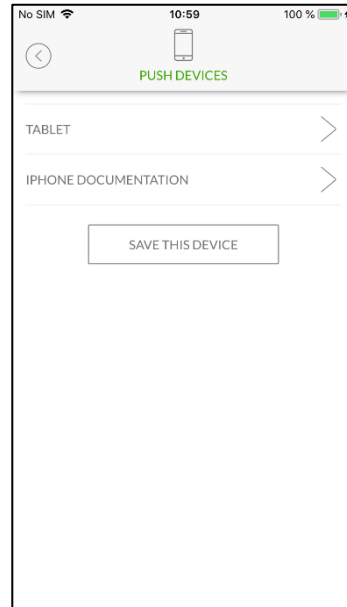 No SIM 10:59 100 %
PUSH DEVICES
TABLET
IPHONE DOCUMENTATION
SAVE THIS DEVICE